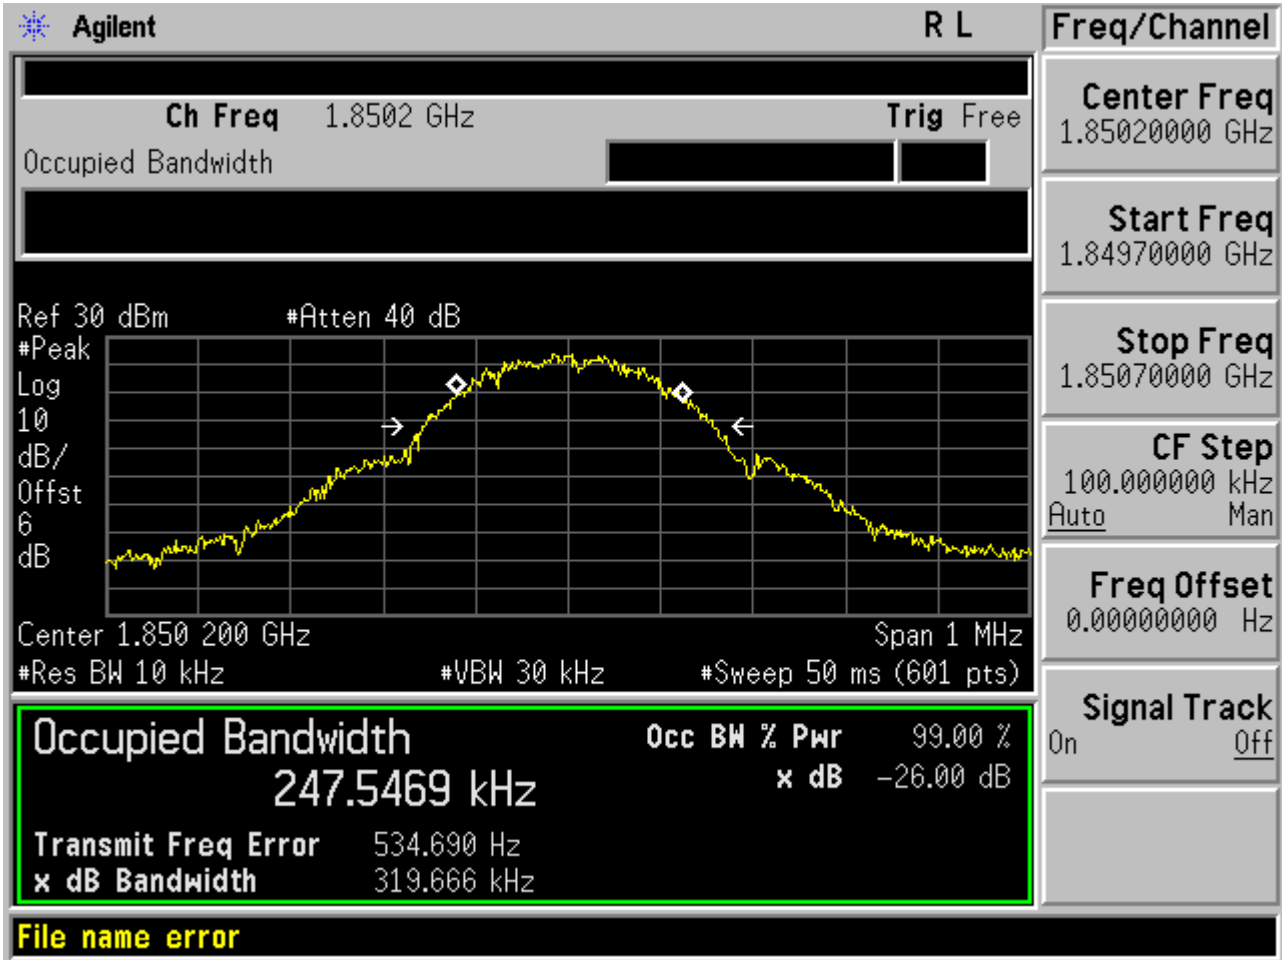 Agilent
R L
Freq/Channel
Ch Freq 1.8502 GHz
Trig Free
Occupied Bandwidth
Center Freq
1.85020000 GHz
Start Freq
1.84970000 GHz
Stop Freq
1.85070000 GHz
CF Step
100.000000 kHz
Auto Man
Freq Offset
0.00000000 Hz
Signal Track
On Off
Ref 30 dBm
#Atten 40 dB
#Peak
Log
10
dB/
Offst
6
dB
Center 1.850 200 GHz
Span 1 MHz
#Res BW 10 kHz
#VBW 30 kHz
#Sweep 50 ms (601 pts)
Occupied Bandwidth
247.5469 kHz
Occ BW % Pwr 99.00 %
x dB -26.00 dB
Transmit Freq Error 534.690 Hz
x dB Bandwidth 319.666 kHz
File name error